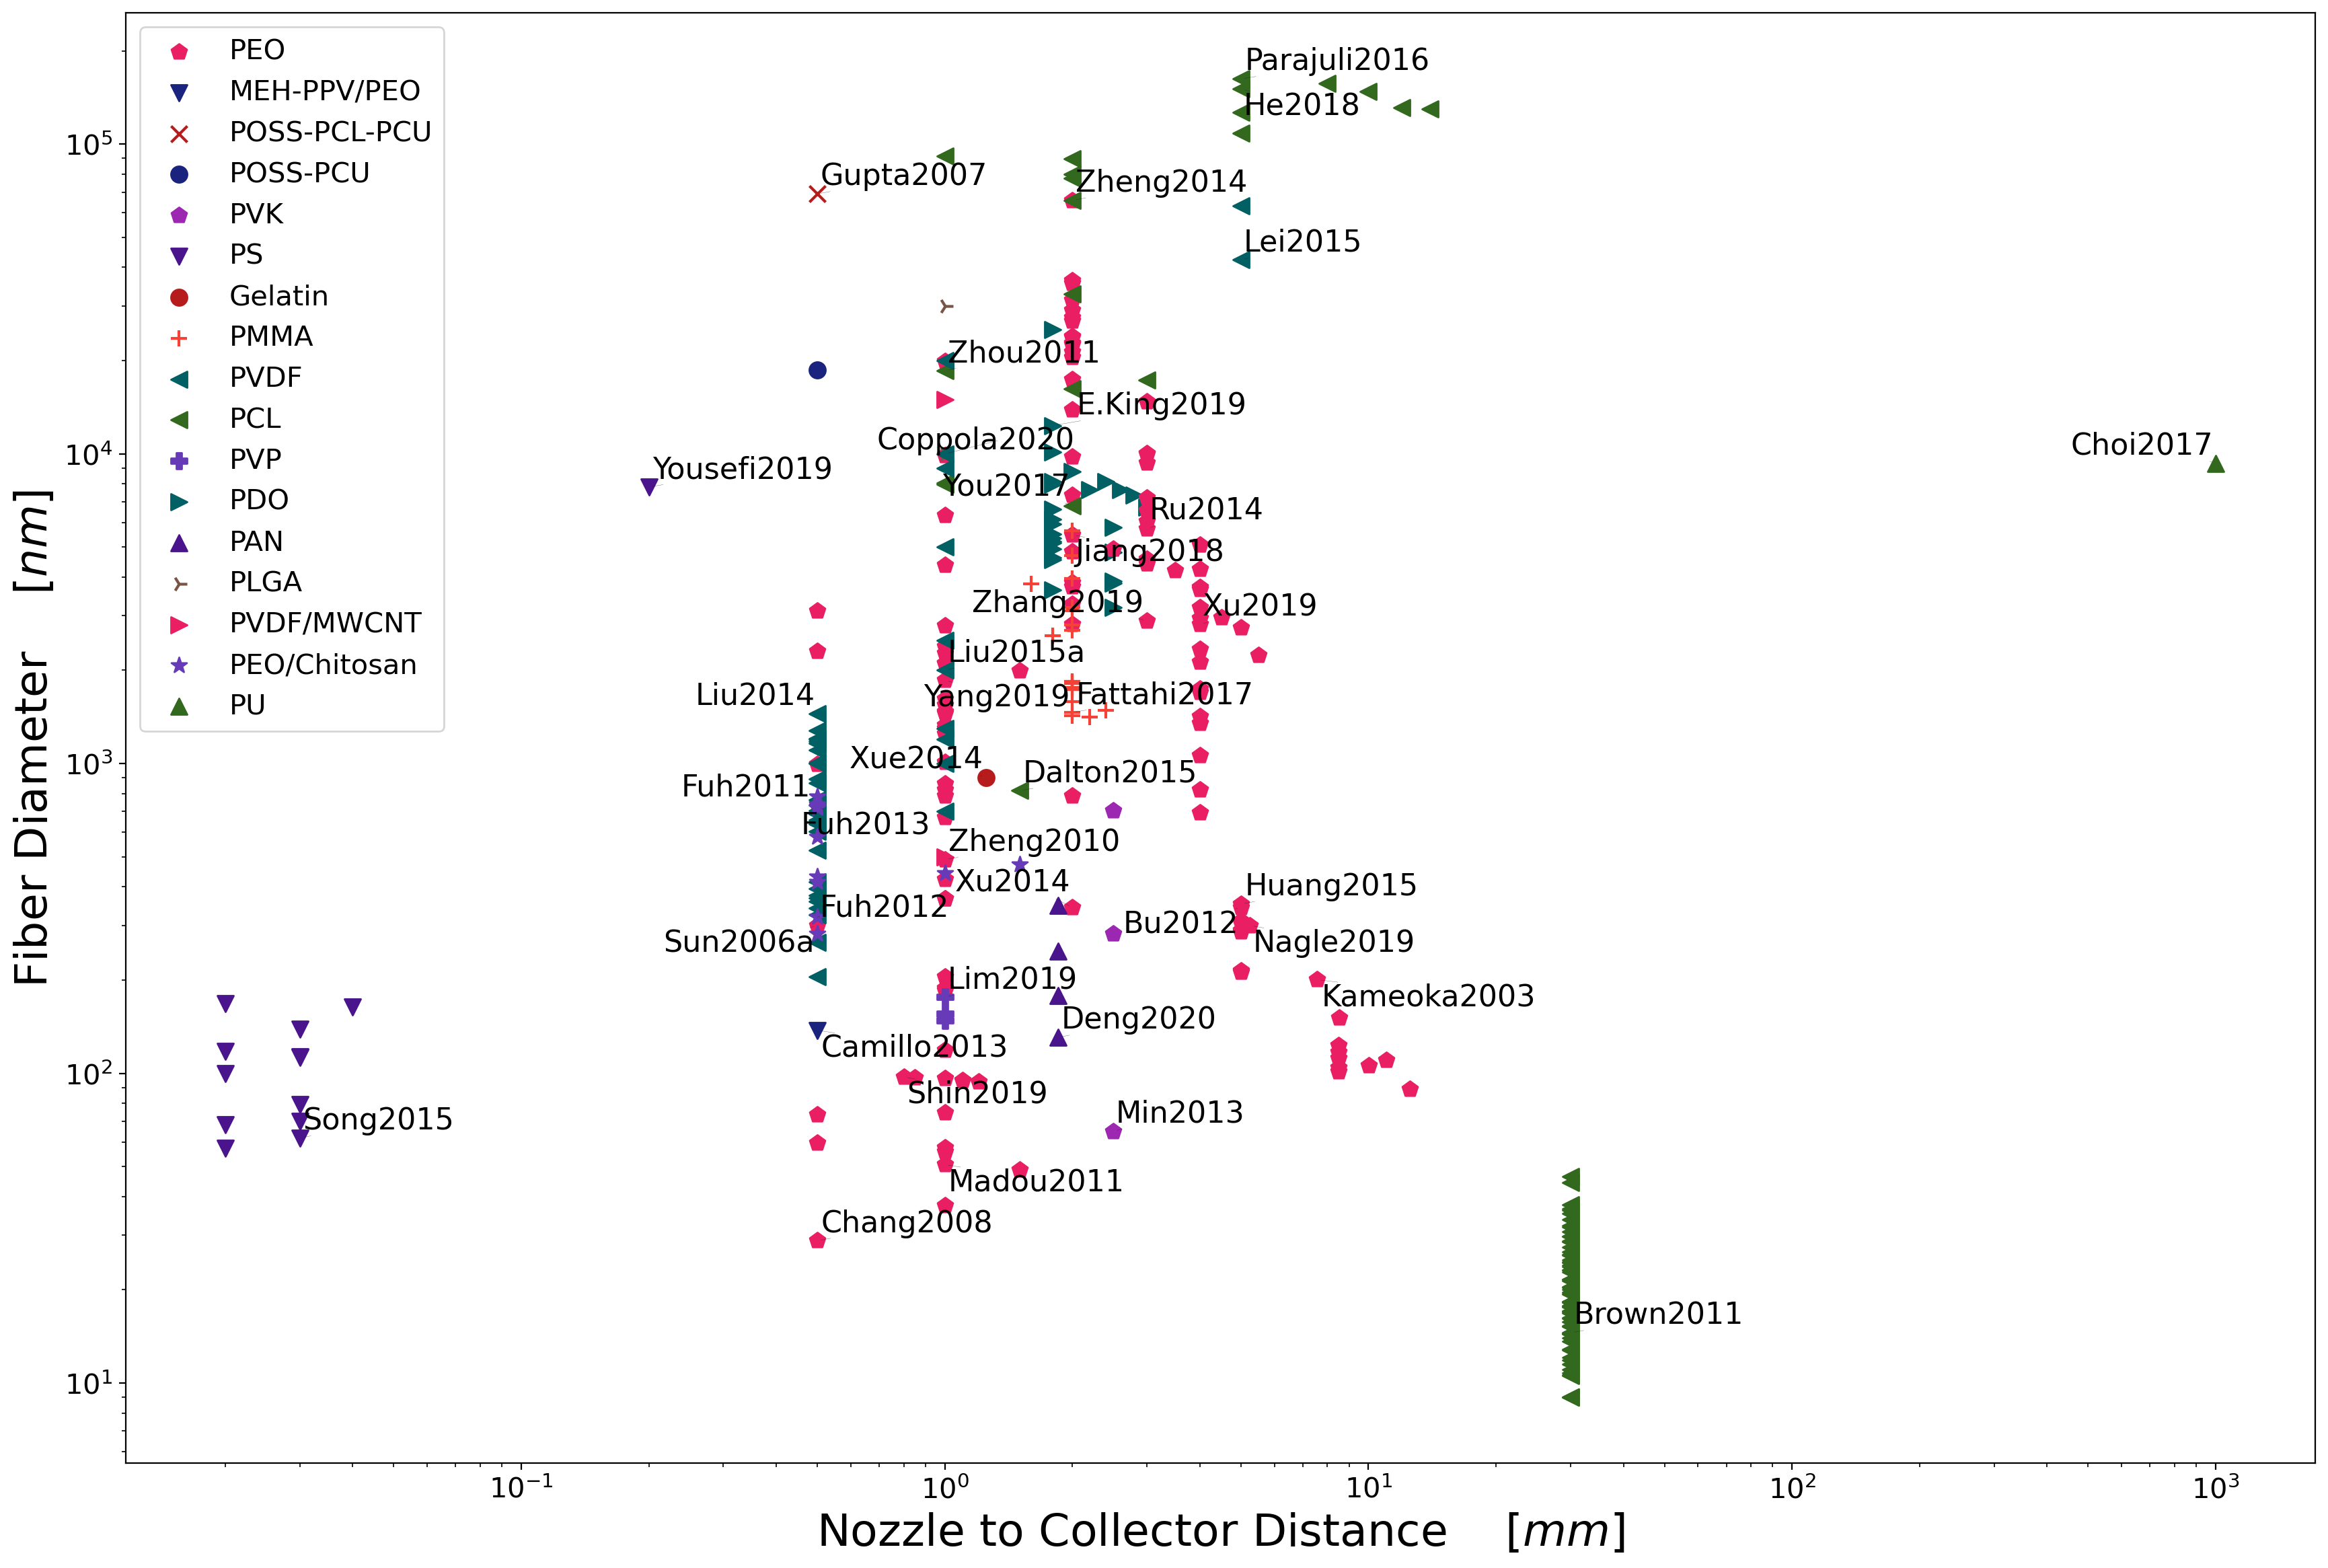 PEO
MEH-PPV/PEO
POSS-PCL-PCU
POSS-PCU
PVK
PS
Gelatin
PMMA
PVDF
PCL
PVP
PDO
PAN
PLGA
PVDF/MWCNT
PEO/Chitosan
PU
Parajuli2016
He2018
Gupta2007
Zheng2014
Lei2015
Zhou2011
E.King2019
Coppola2020
Choi2017
Yousefi2019
You2017
Ru2014
Jiang2018
Zhang2019
Xu2019
Liu2015a
Liu2014
Yang2019
Fattahi2017
Xue2014
Dalton2015
Fuh2011
Fuh2013
Zheng2010
Xu2014
Huang2015
Fuh2012
Bu2012
Sun2006a
Nagle2019
Lim2019
Kameoka2003
Deng2020
Camillo2013
Shin2019
Song2015
Min2013
Madou2011
Chang2008
Brown2011
10⁵
10⁴
10³
10²
10¹
Fiber Diameter [nm]
10⁻¹
10⁰
10¹
10²
10³
Nozzle to Collector Distance [mm]